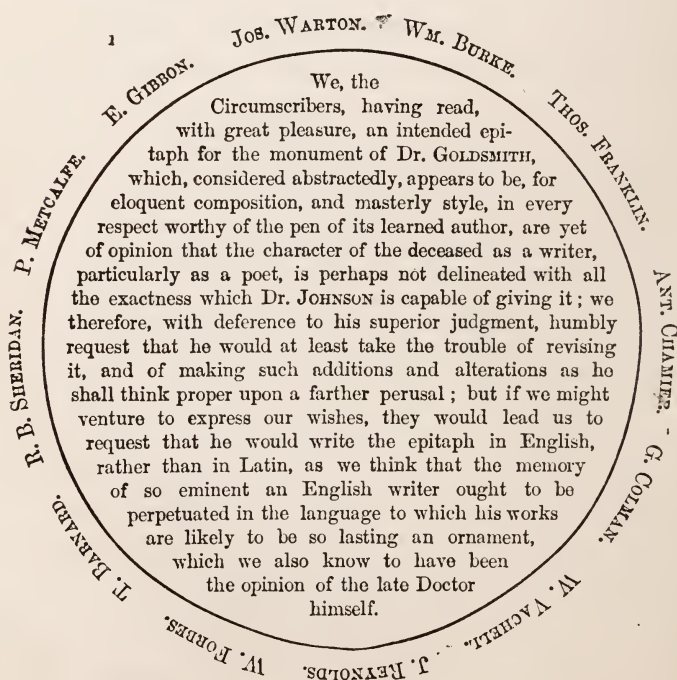 1
JOS. WARTON.
WM. BURKE.
THOS. FRANKLIN.
ANT. CHAMIER.
G. COLMAN.
W. VACHELL.
J. REYNOLDS.
W. FORBES.
T. BARNARD.
R. B. SHERIDAN.
P. METCALFE.
E. GIBBON.
We, the
Circumscribers, having read,
with great pleasure, an intended epi-
taph for the monument of Dr. GOLDSMITH,
which, considered abstractedly, appears to be, for
eloquent composition, and masterly style, in every
respect worthy of the pen of its learned author, are yet
of opinion that the character of the deceased as a writer,
particularly as a poet, is perhaps not delineated with all
the exactness which Dr. JOHNSON is capable of giving it; we
therefore, with deference to his superior judgment, humbly
request that he would at least take the trouble of revising
it, and of making such additions and alterations as he
shall think proper upon a farther perusal; but if we might
venture to express our wishes, they would lead us to
request that he would write the epitaph in English,
rather than in Latin, as we think that the memory
of so eminent an English writer ought to be
perpetuated in the language to which his works
are likely to be so lasting an ornament,
which we also know to have been
the opinion of the late Doctor
himself.